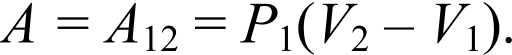 A = A₁₂ = P₁(V₂ – V₁).